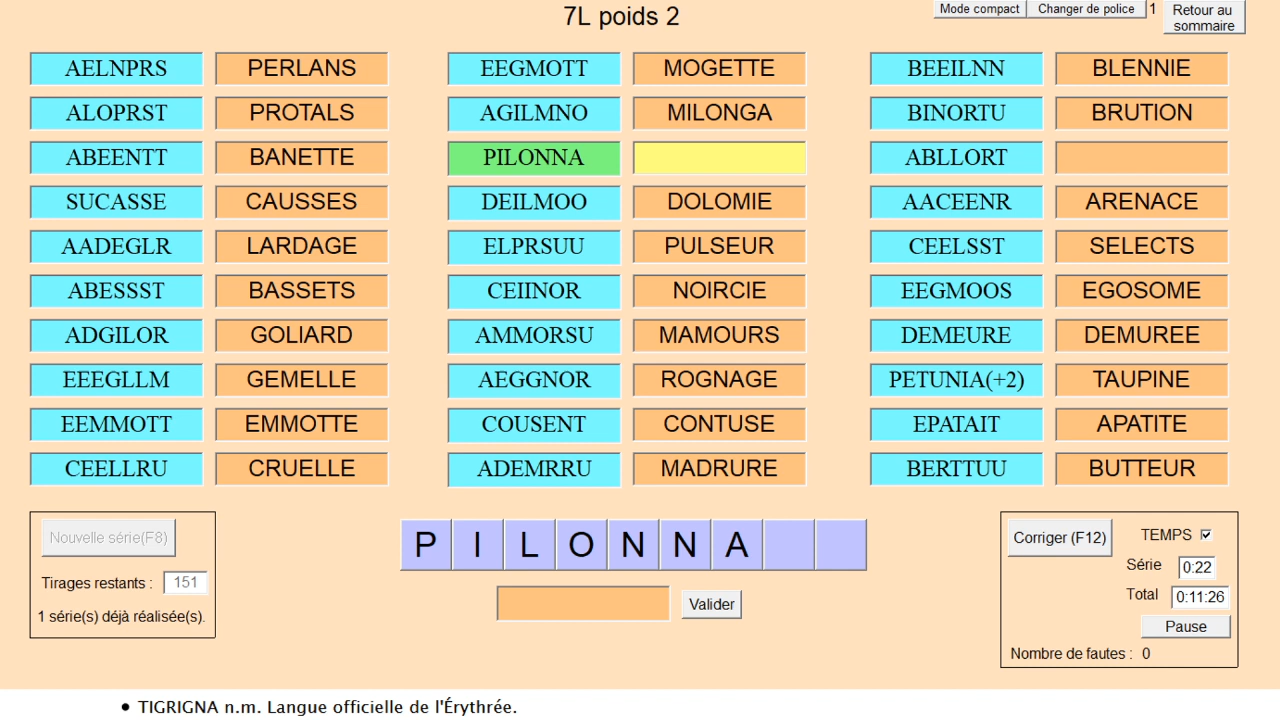 7L poids 2
Mode compact Changer de police 1 Retour au
sommaire
AELNPRS PERLANS EEGMOTT MOGETTE BEEILNN BLENNIE
ALOPRST PROTALS AGILMNO MILONGA BINORTU BRUTION
ABEENTT BANETTE PILONNA ABLLORT
SUCASSE CAUSSES DEILMOO DOLOMIE AACEENR ARENACE
AADEGLR LARDAGE ELPRSUU PULSEUR CEELSST SELECTS
ABESSST BASSETS CEIINOR NOIRCIE EEGMOOS EGOSOME
ADGILOR GOLIARD AMMORSU MAMOURS DEMEURE DEMUREE
EEEGLLM GEMELLE AEGGNOR ROGNAGE PETUNIA(+2) TAUPINE
EEMMOTT EMMOTTE COUSENT CONTUSE EPATAIT APATITE
CEELLRU CRUELLE ADEMRRU MADRURE BERTTUU BUTTEUR
Nouvelle série(F8)
Tirages restants : 151
1 série(s) déjà réalisée(s).
P I L O N N A
Valider
Corriger (F12) TEMPS
Série 0:22
Total 0:11:26
Pause
Nombre de fautes : 0
• TIGRIGNA n.m. Langue officielle de l'Érythrée.